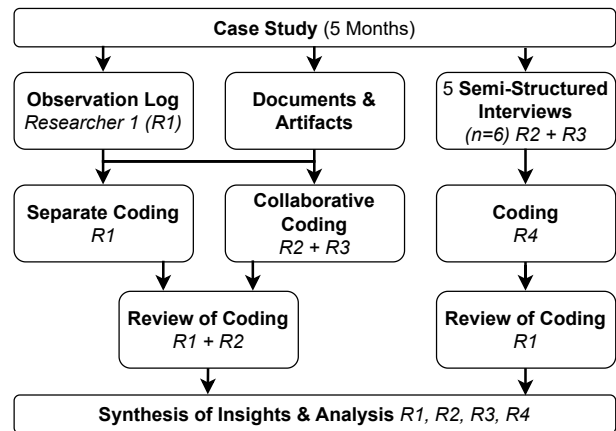 Case Study (5 Months)
Observation Log
Researcher 1 (R1)
Documents &
Artifacts
5 Semi-Structured
Interviews
(n=6) R2 + R3
Separate Coding
R1
Collaborative
Coding
R2 + R3
Coding
R4
Review of Coding
R1 + R2
Review of Coding
R1
Synthesis of Insights & Analysis R1, R2, R3, R4